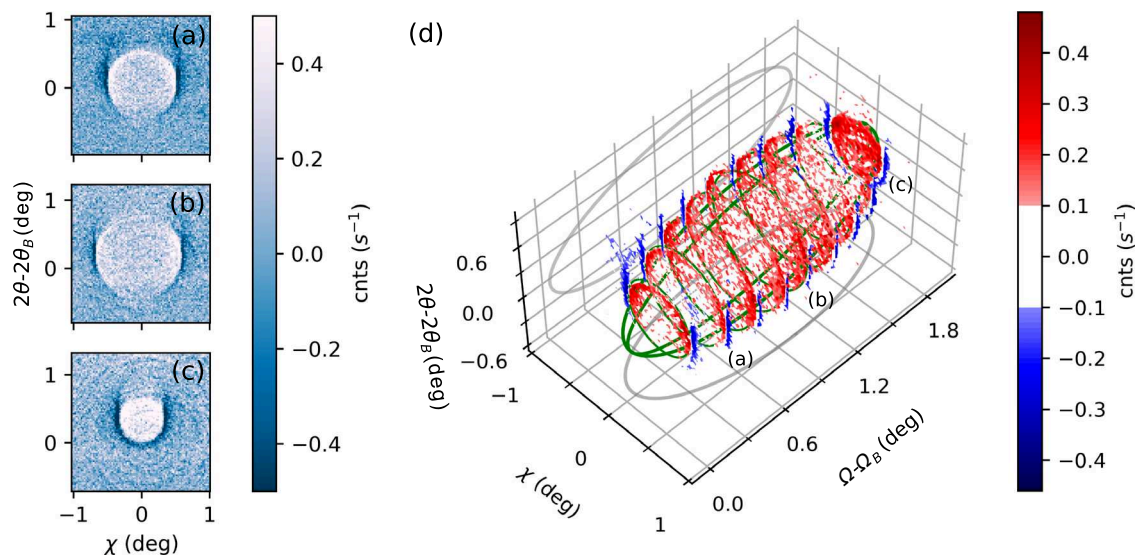 (a)
1
0
(b)
1
0
2θ-2θ_B (deg)
(c)
1
0
−1 0 1
χ (deg)
0.4
0.2
0.0
−0.2
−0.4
cnts (s⁻¹)
(d)
0.6
0.0
−0.6
2θ-2θ_B (deg)
−1
0
1
χ (deg)
0.0
0.6
1.2
1.8
Ω-Ω_B (deg)
(a)
(b)
(c)
0.4
0.3
0.2
0.1
0.0
−0.1
−0.2
−0.3
−0.4
cnts (s⁻¹)